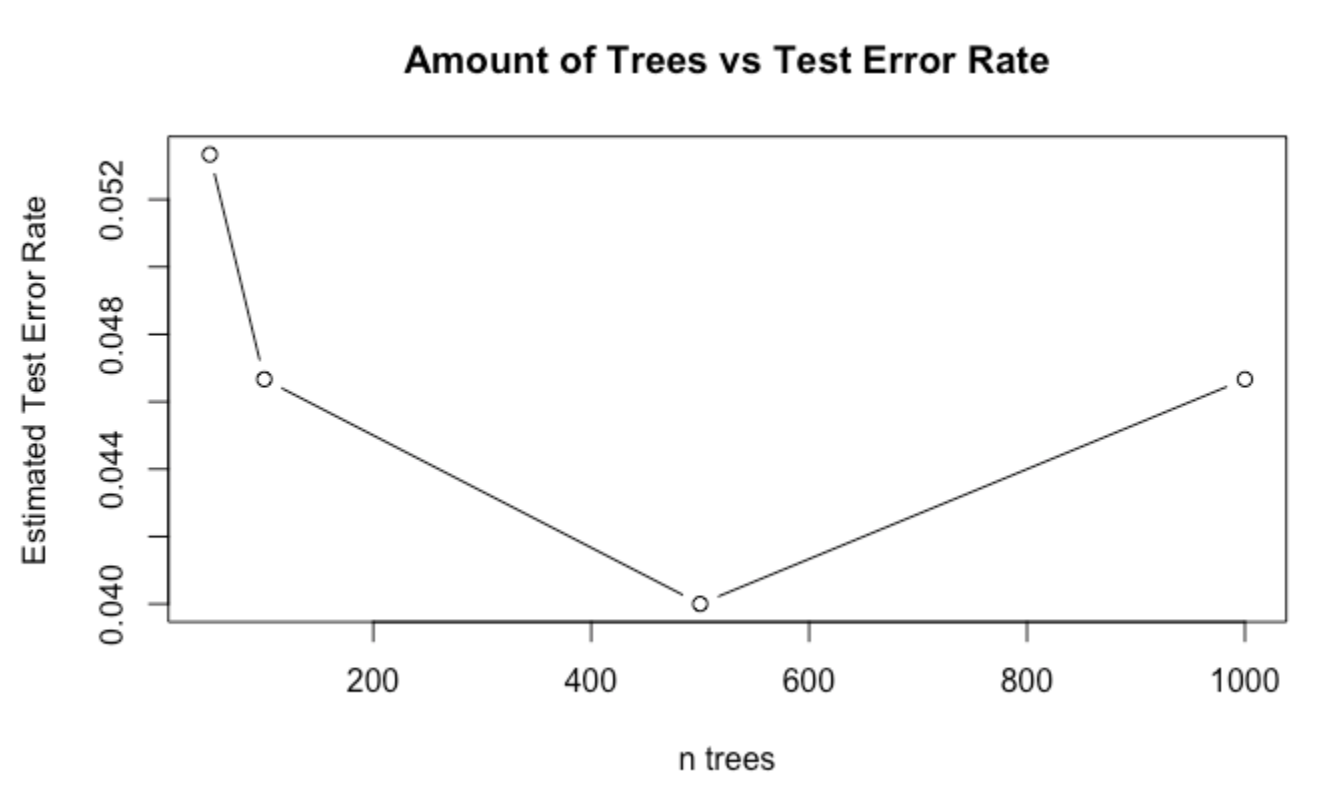 Amount of Trees vs Test Error Rate
Estimated Test Error Rate
0.052
0.048
0.044
0.040
200 400 600 800 1000
n trees